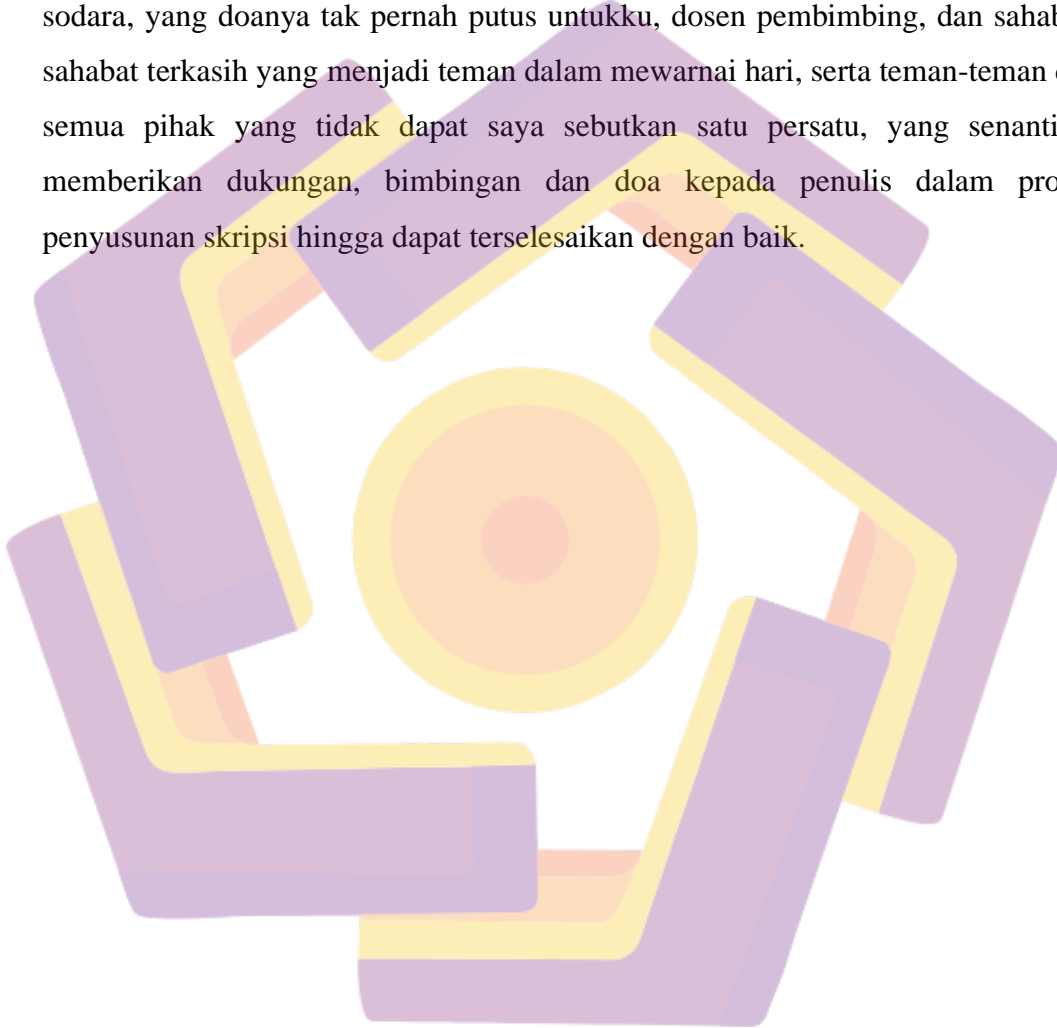 sodara, yang doanya tak pernah putus untukku, dosen pembimbing, dan sahab
sahabat terkasih yang menjadi teman dalam mewarnai hari, serta teman-teman
semua pihak yang tidak dapat saya sebutkan satu persatu, yang senanti
memberikan dukungan, bimbingan dan doa kepada penulis dalam pro
penyusunan skripsi hingga dapat terselesaikan dengan baik.